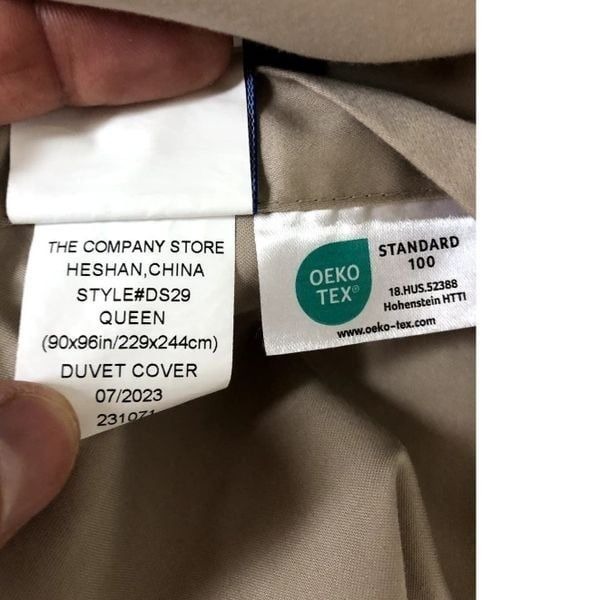 THE COMPANY STORE
HESHAN,CHINA
STYLE#DS29
QUEEN
(90x96in/229x244cm)
DUVET COVER
07/2023
OEKO
TEX®
STANDARD
100
18.HUS.52388
Hohenstein HTTI
www.oeko-tex.com